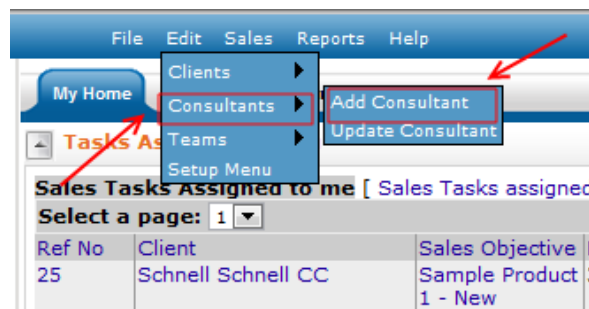 File Edit Sales Reports Help
Clients
My Home
Consultants
Add Consultant
Teams
Update Consultant
Tasks As
Setup Menu
Sales Tasks Assigned to me [ Sales Tasks assigned
Select a page: 1
Ref No Client Sales Objective
25 Schnell Schnell CC Sample Product
1 - New